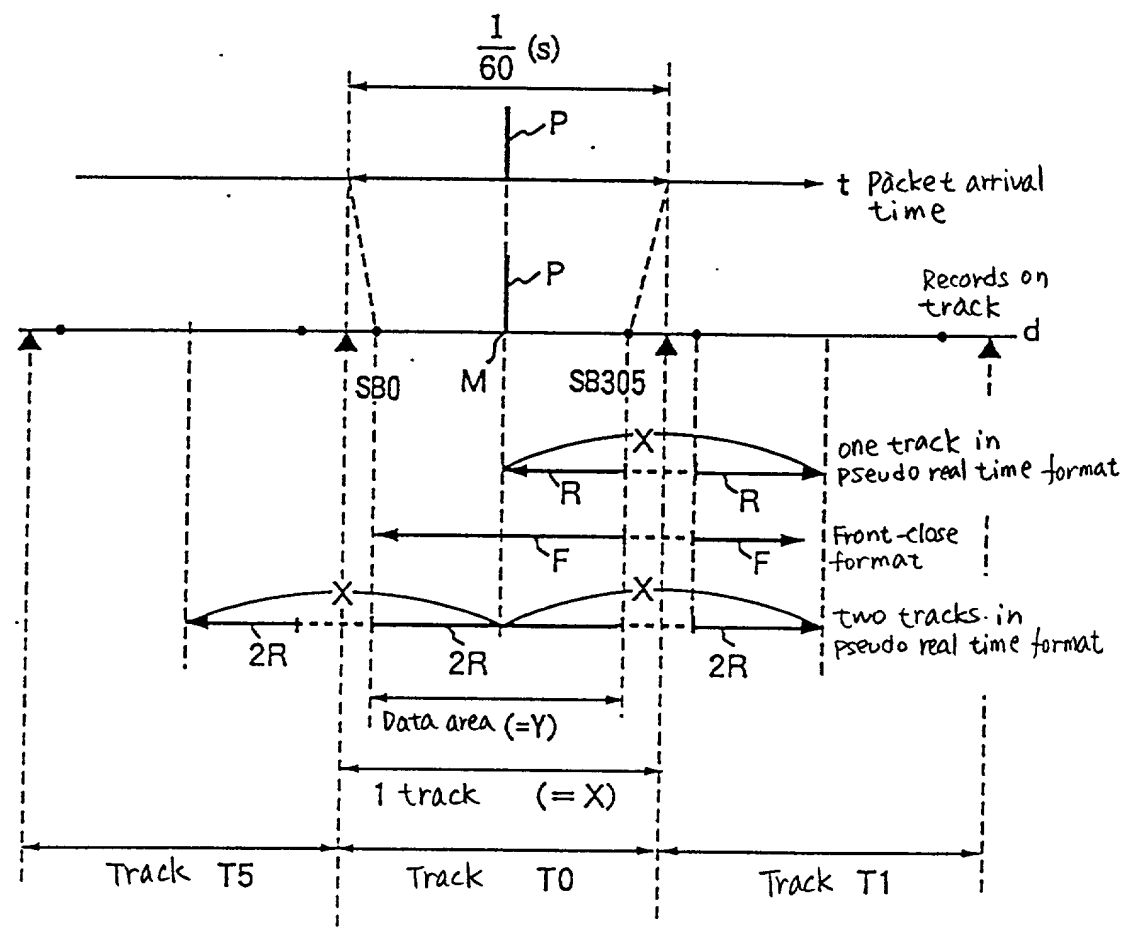 1
60 (s)
P
t Packet arrival
time
P
Records on
track
d
SB0
M
SB305
X
one track in
pseudo real time format
R
R
Front-close
format
F
F
X
X
two tracks in
pseudo real time format
2R
2R
2R
Data area (=Y)
1 track (= X)
Track T5
Track T0
Track T1